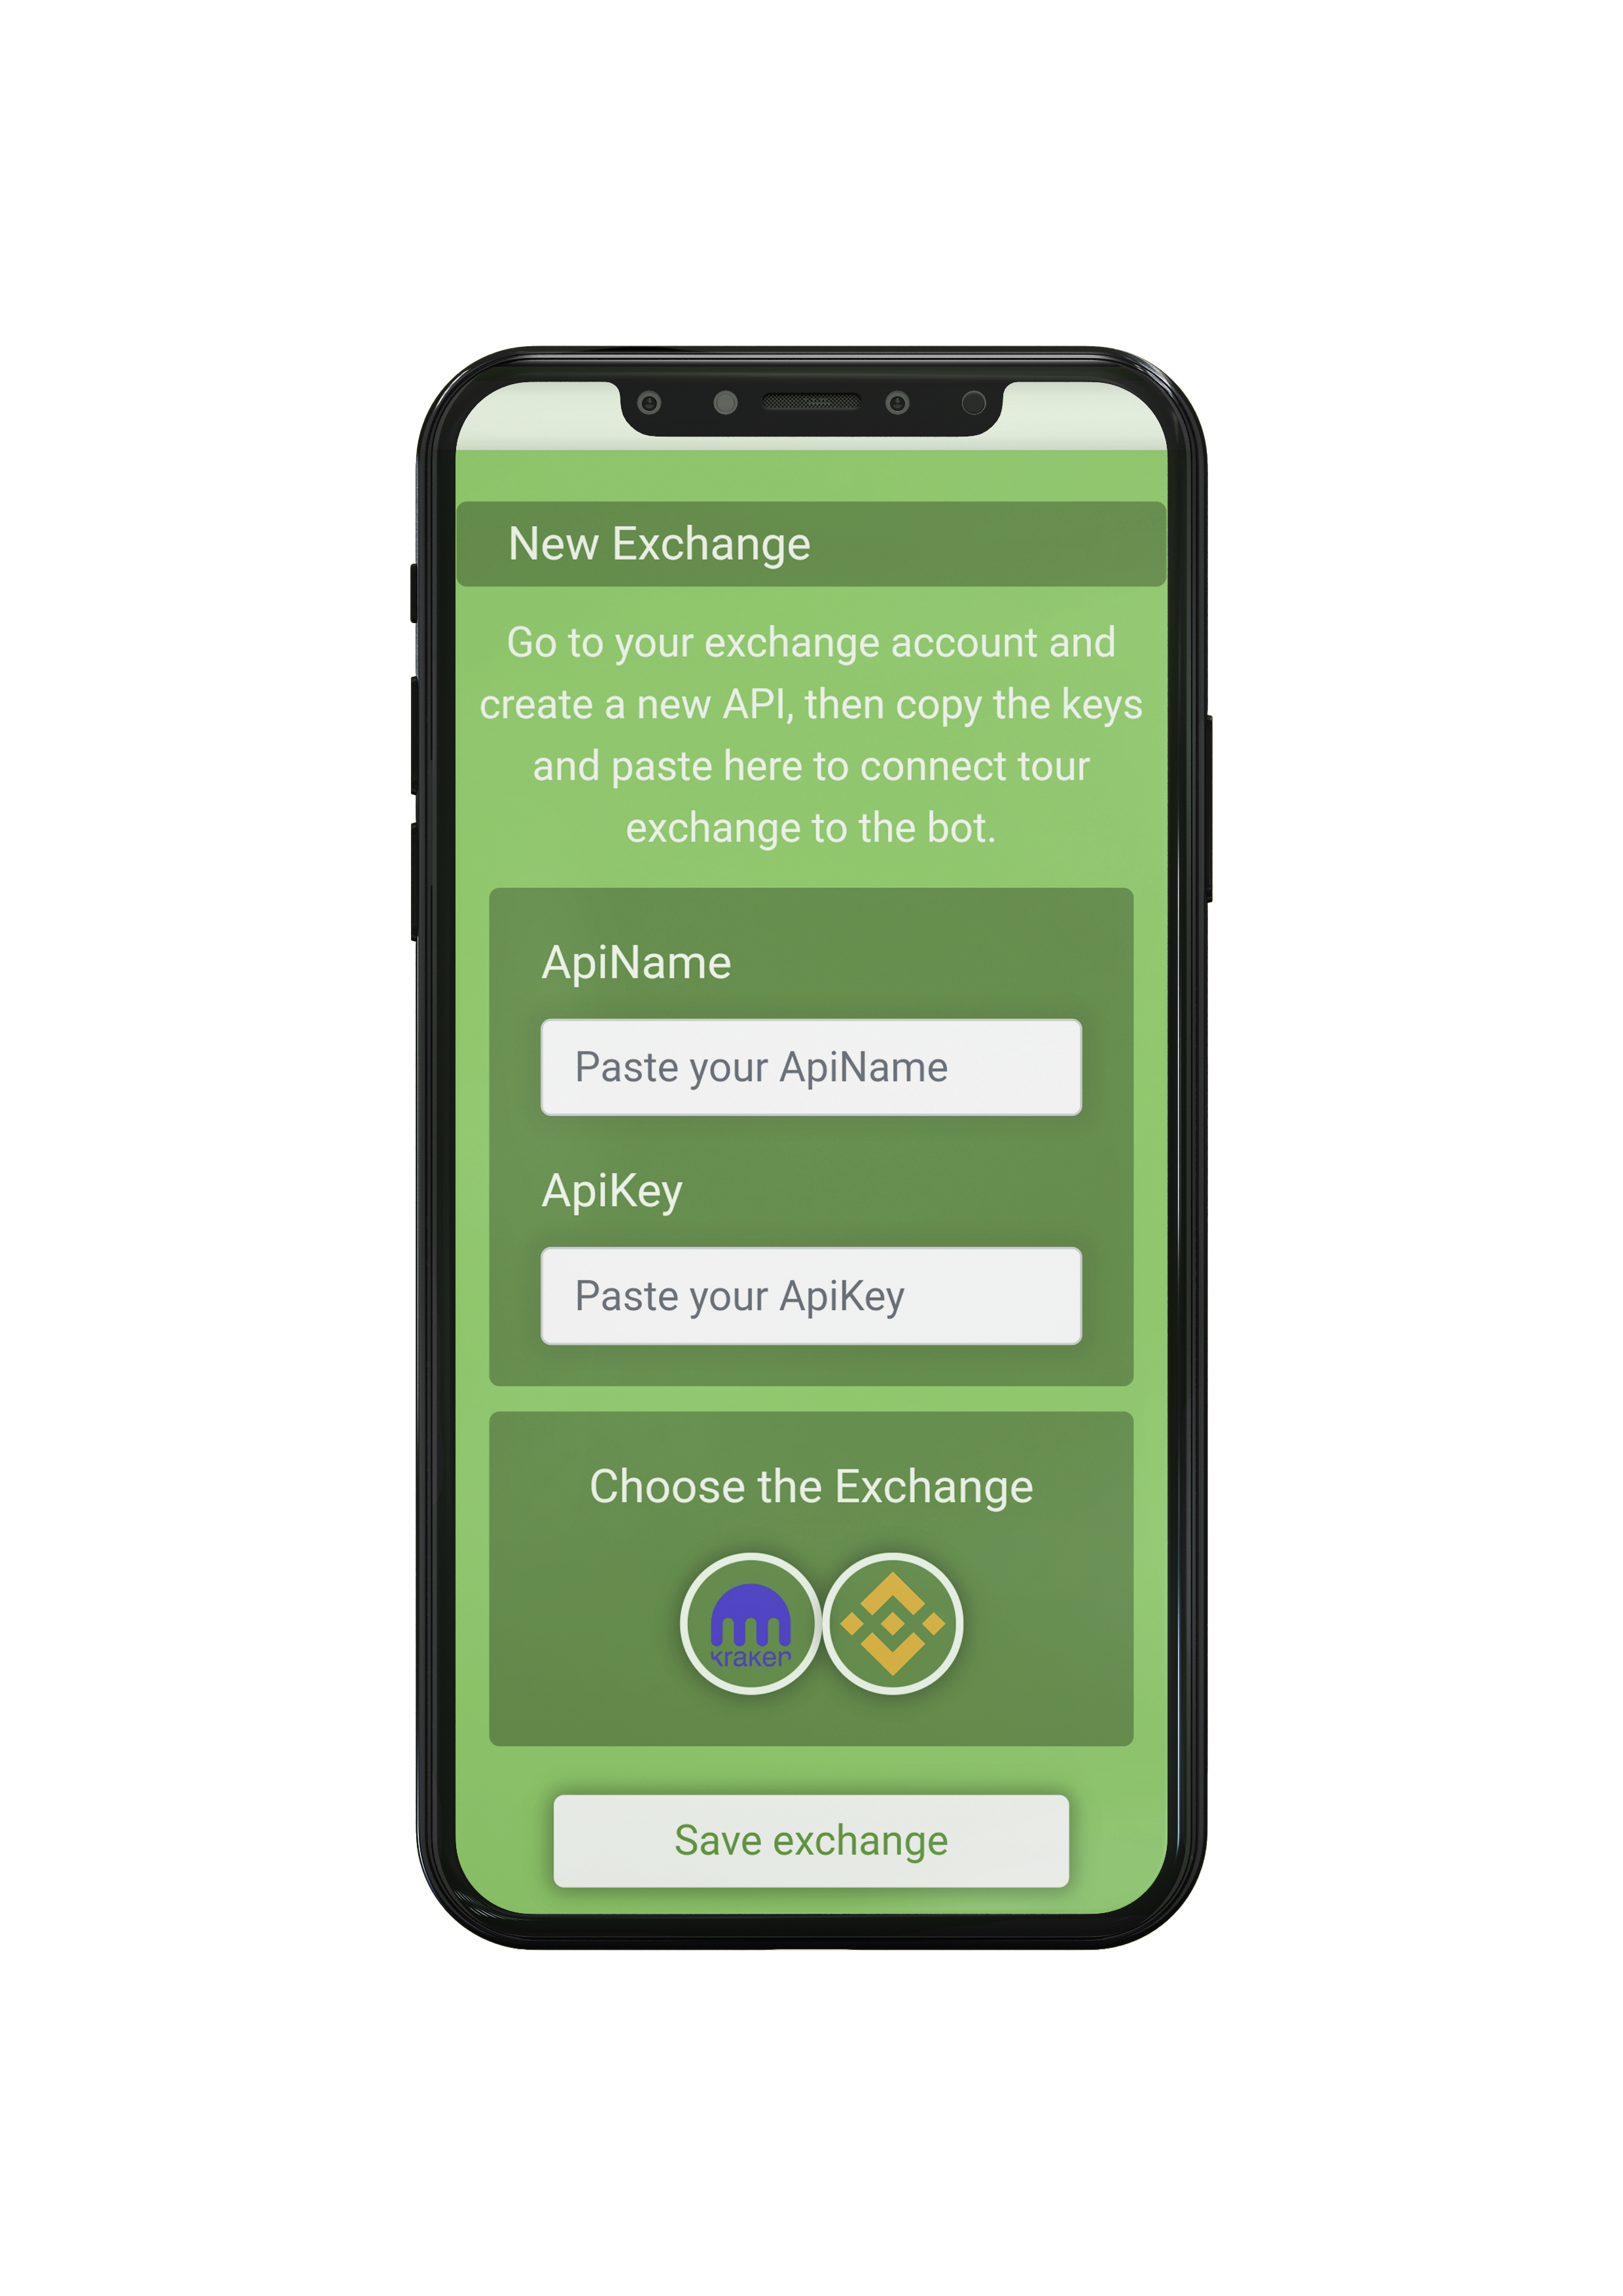 New Exchange
Go to your exchange account and
create a new API, then copy the keys
and paste here to connect tour
exchange to the bot.
ApiName
Paste your ApiName
ApiKey
Paste your ApiKey
Choose the Exchange
kraken
Save exchange